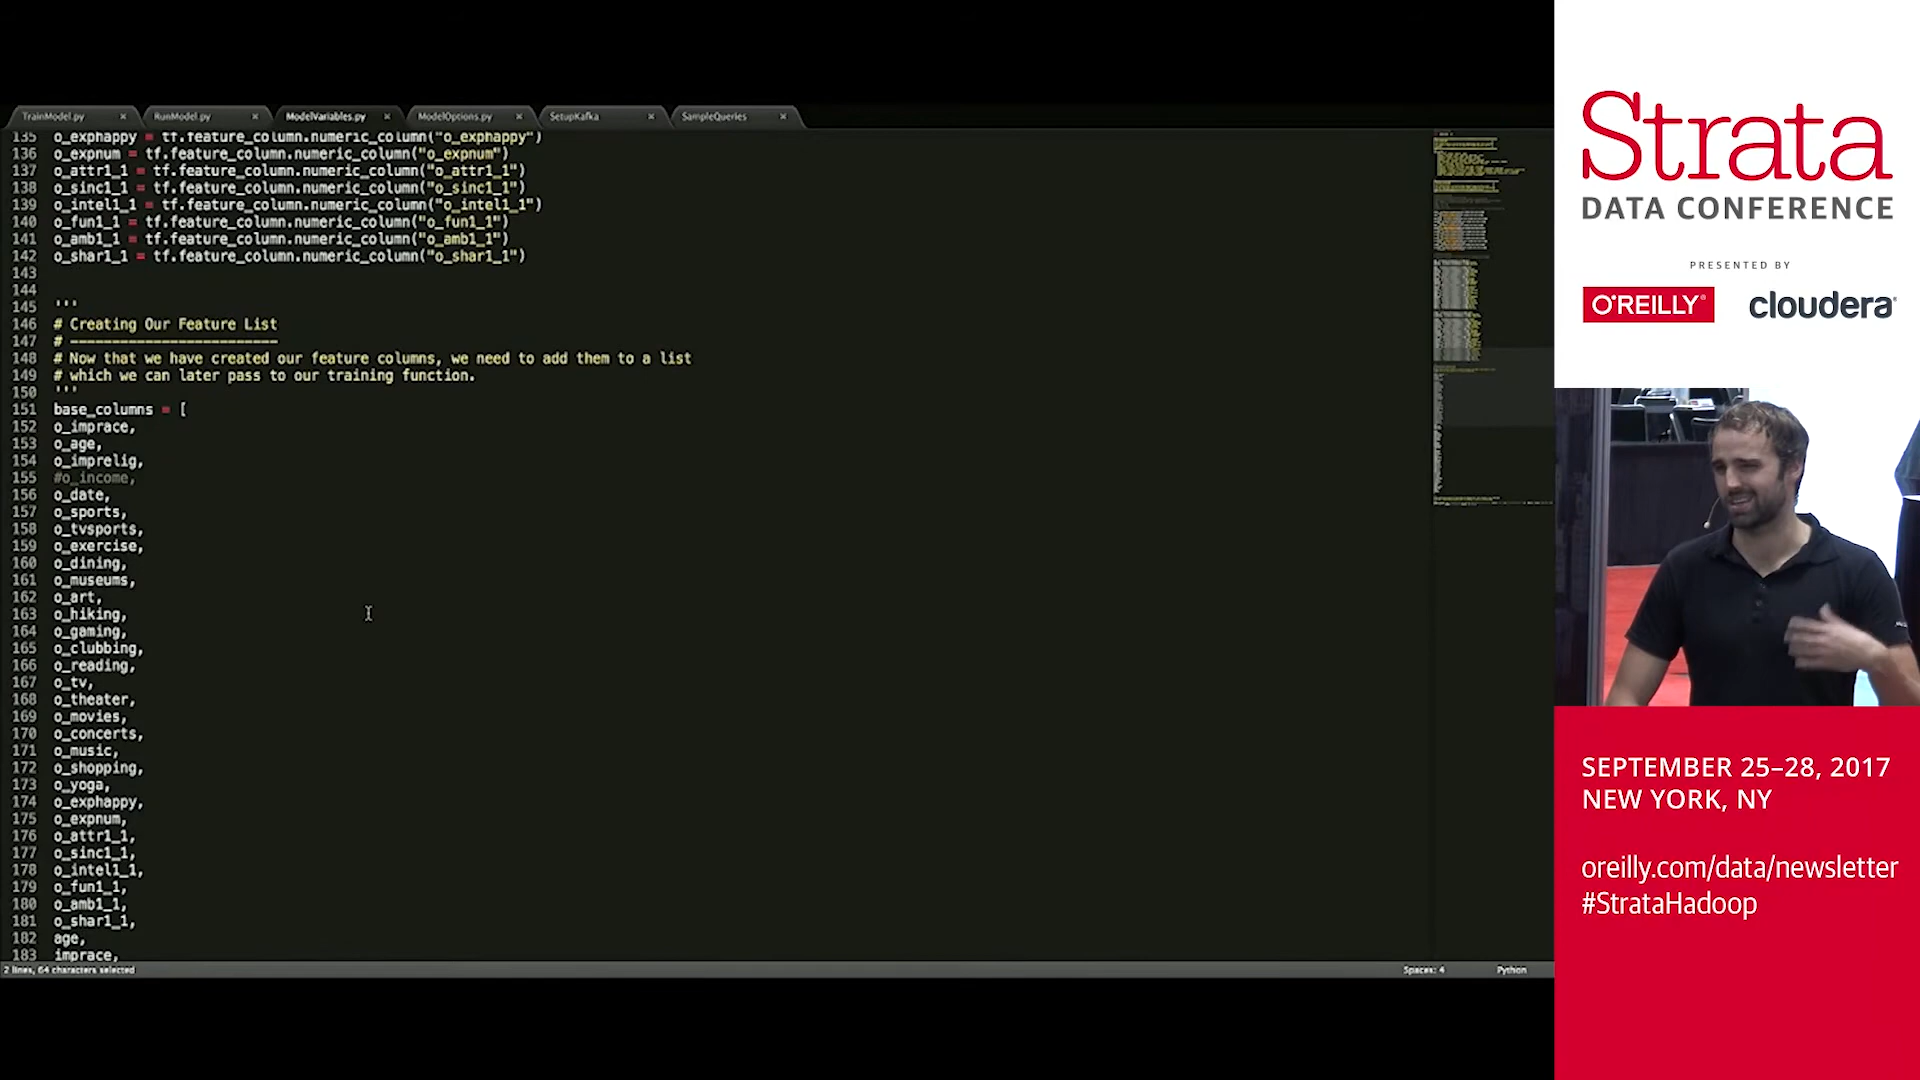 TrainModel.py × RunModel.py × ModelVariables.py × ModelOptions.py × SetupKafka × SampleQueries ×
135 o_exphappy = tf.feature_column.numeric_column("o_exphappy")
136 o_expnum = tf.feature_column.numeric_column("o_expnum")
137 o_attr1_1 = tf.feature_column.numeric_column("o_attr1_1")
138 o_sinc1_1 = tf.feature_column.numeric_column("o_sinc1_1")
139 o_intel1_1 = tf.feature_column.numeric_column("o_intel1_1")
140 o_fun1_1 = tf.feature_column.numeric_column("o_fun1_1")
141 o_amb1_1 = tf.feature_column.numeric_column("o_amb1_1")
142 o_shar1_1 = tf.feature_column.numeric_column("o_shar1_1")
143
144
145 '''
146 # Creating Our Feature List
147 # -------------------------
148 # Now that we have created our feature columns, we need to add them to a list
149 # which we can later pass to our training function.
150 '''
151 base_columns = [
152 o_imprace,
153 o_age,
154 o_imprelig,
155 #o_income,
156 o_date,
157 o_sports,
158 o_tvsports,
159 o_exercise,
160 o_dining,
161 o_museums,
162 o_art,
163 o_hiking,
164 o_gaming,
165 o_clubbing,
166 o_reading,
167 o_tv,
168 o_theater,
169 o_movies,
170 o_concerts,
171 o_music,
172 o_shopping,
173 o_yoga,
174 o_exphappy,
175 o_expnum,
176 o_attr1_1,
177 o_sinc1_1,
178 o_intel1_1,
179 o_fun1_1,
180 o_amb1_1,
181 o_shar1_1,
182 age,
183 imprace,
2 lines, 64 characters selected
Spaces: 4 Python
Strata
DATA CONFERENCE
PRESENTED BY
O'REILLY® cloudera®
SEPTEMBER 25–28, 2017
NEW YORK, NY
oreilly.com/data/newsletter
#StrataHadoop